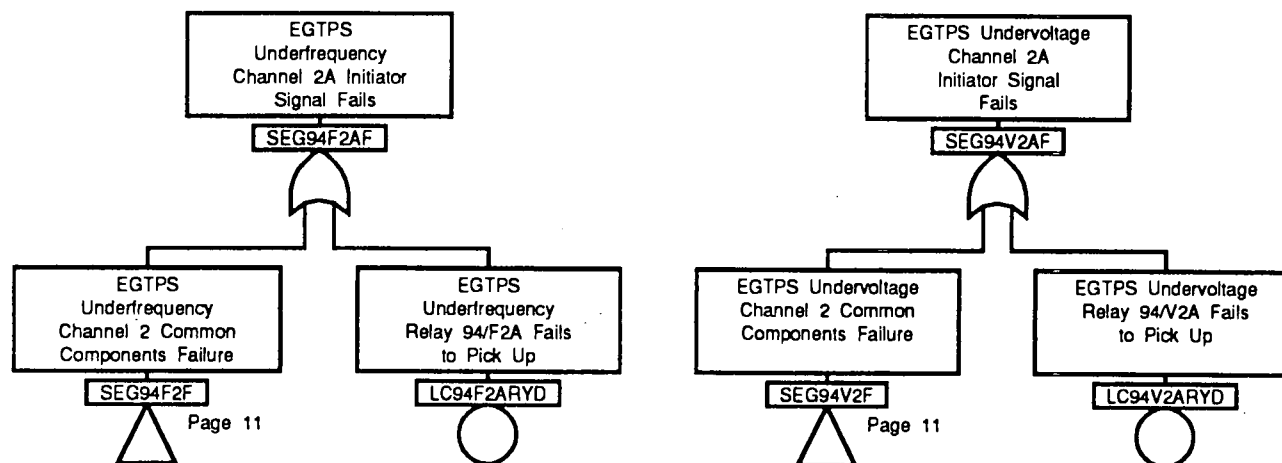 EGTPS
Underfrequency
Channel 2A Initiator
Signal Fails
SEG94F2AF
EGTPS
Underfrequency
Channel 2 Common
Components Failure
SEG94F2F
Page 11
EGTPS
Underfrequency
Relay 94/F2A Fails
to Pick Up
LC94F2ARYD
EGTPS Undervoltage
Channel 2A
Initiator Signal
Fails
SEG94V2AF
EGTPS Undervoltage
Channel 2 Common
Components Failure
SEG94V2F
Page 11
EGTPS Undervoltage
Relay 94/V2A Fails
to Pick Up
LC94V2ARYD